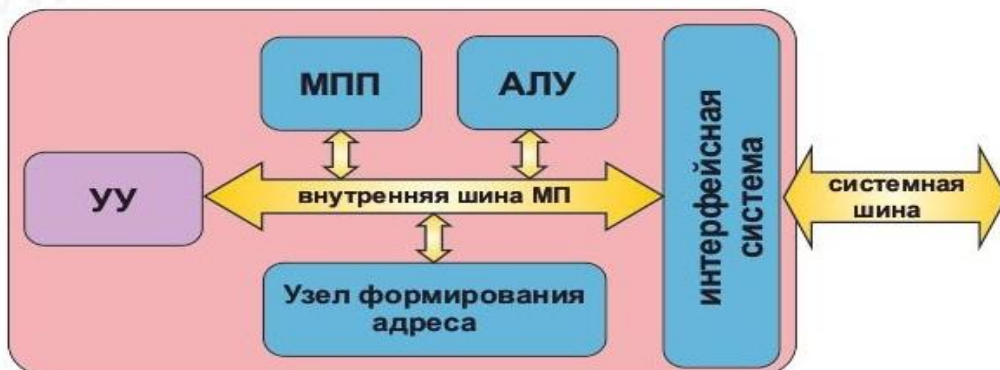 МПП
АЛУ
УУ
внутренняя шина МП
Узел формирования
адреса
интерфейсная
система
системная
шина